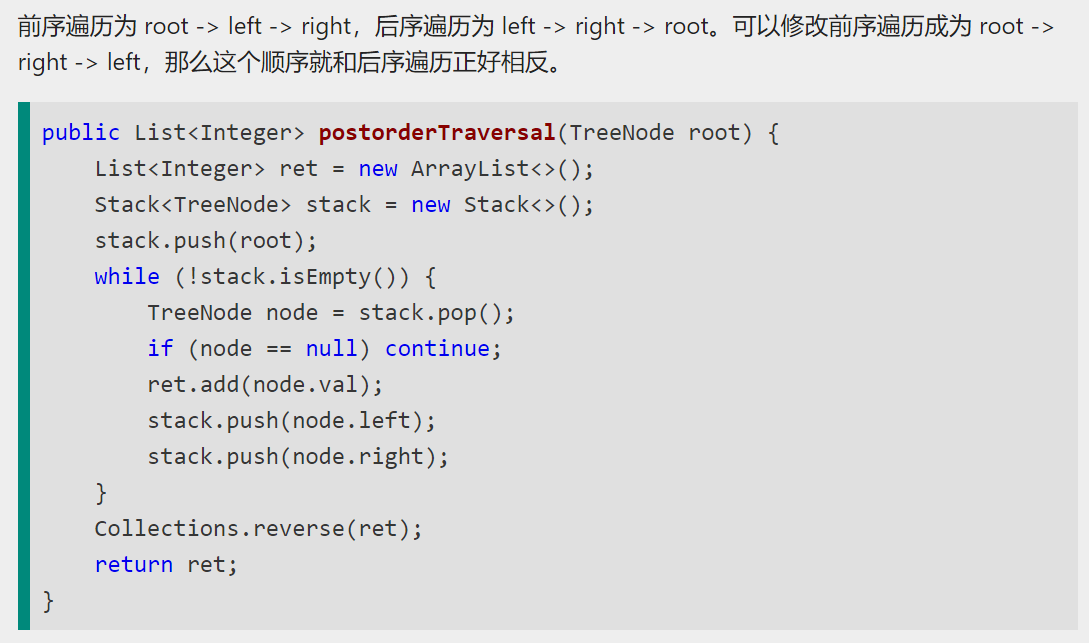 前序遍历为 root -> left -> right，后序遍历为 left -> right -> root。可以修改前序遍历成为 root ->
right -> left，那么这个顺序就和后序遍历正好相反。
public List<Integer> postorderTraversal(TreeNode root) {
    List<Integer> ret = new ArrayList<>();
    Stack<TreeNode> stack = new Stack<>();
    stack.push(root);
    while (!stack.isEmpty()) {
        TreeNode node = stack.pop();
        if (node == null) continue;
        ret.add(node.val);
        stack.push(node.left);
        stack.push(node.right);
    }
    Collections.reverse(ret);
    return ret;
}